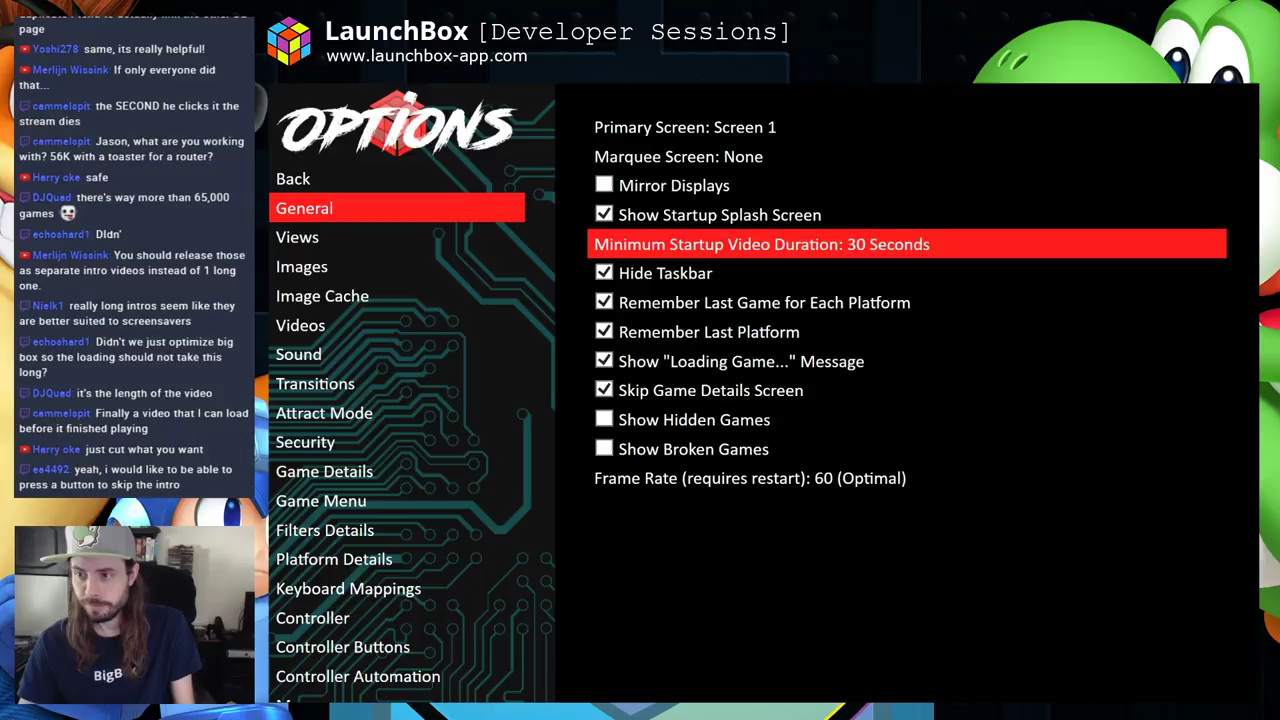 page
Yoshi278 same, its really helpful!
Merlijn Wissink If only everyone did
that...
cammelspit the SECOND he clicks it the
stream dies
cammelspit Jason, what are you working
with? 56K with a toaster for a router?
Harry oke safe
DJQuad there's way more than 65,000
games
echoshard1 DIdn'
Merlijn Wissink You should release those
as separate intro videos instead of 1 long
one.
Nielk1 really long intros seem like they
are better suited to screensavers
echoshard1 Didn't we just optimize big
box so the loading should not take this
long?
DJQuad it's the length of the video
cammelspit Finally a video that I can load
before it finished playing
Harry oke just cut what you want
ea4492 yeah, i would like to be able to
press a button to skip the intro
LaunchBox [Developer Sessions]
www.launchbox-app.com
OPTIONS
Back
General
Views
Images
Image Cache
Videos
Sound
Transitions
Attract Mode
Security
Game Details
Game Menu
Filters Details
Platform Details
Keyboard Mappings
Controller
Controller Buttons
Controller Automation
Primary Screen: Screen 1
Marquee Screen: None
Mirror Displays
Show Startup Splash Screen
Minimum Startup Video Duration: 30 Seconds
Hide Taskbar
Remember Last Game for Each Platform
Remember Last Platform
Show "Loading Game..." Message
Skip Game Details Screen
Show Hidden Games
Show Broken Games
Frame Rate (requires restart): 60 (Optimal)
BigB